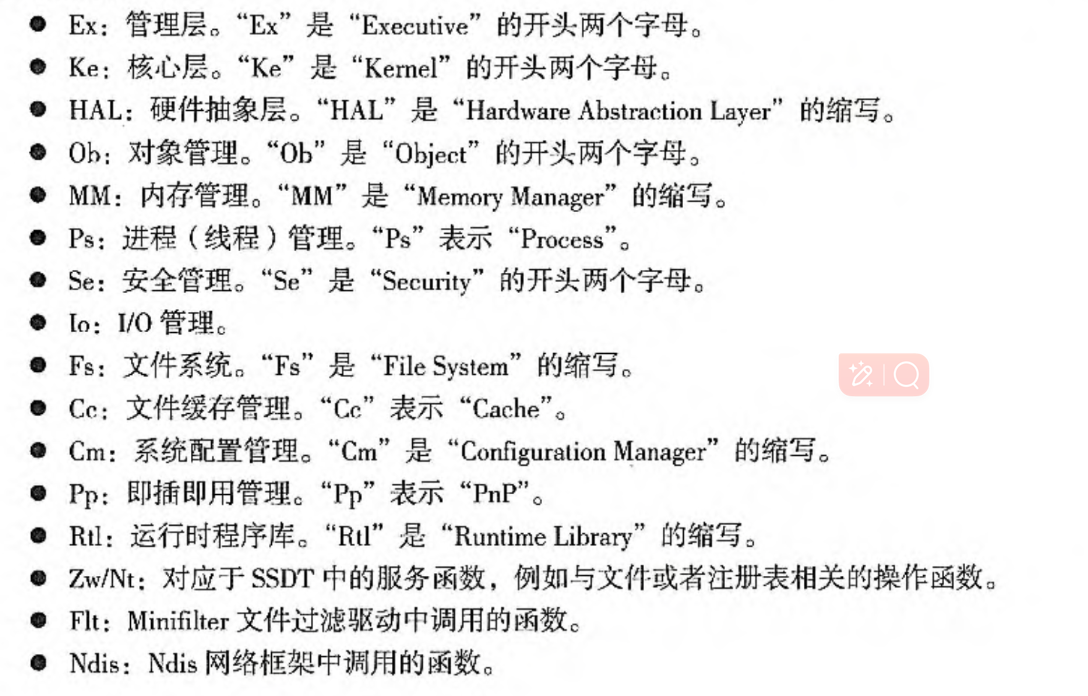 ● Ex：管理层。“Ex”是“Executive”的开头两个字母。
● Ke：核心层。“Ke”是“Kernel”的开头两个字母。
● HAL：硬件抽象层。“HAL”是“Hardware Abstraction Layer”的缩写。
● Ob：对象管理。“Ob”是“Object”的开头两个字母。
● MM：内存管理。“MM”是“Memory Manager”的缩写。
● Ps：进程（线程）管理。“Ps”表示“Process”。
● Se：安全管理。“Se”是“Security”的开头两个字母。
● Io：I/O 管理。
● Fs：文件系统。“Fs”是“File System”的缩写。
● Cc：文件缓存管理。“Cc”表示“Cache”。
● Cm：系统配置管理。“Cm”是“Configuration Manager”的缩写。
● Pp：即插即用管理。“Pp”表示“PnP”。
● Rtl：运行时程序库。“Rtl”是“Runtime Library”的缩写。
● Zw/Nt：对应于 SSDT 中的服务函数，例如与文件或者注册表相关的操作函数。
● Flt：Minifilter 文件过滤驱动中调用的函数。
● Ndis：Ndis 网络框架中调用的函数。